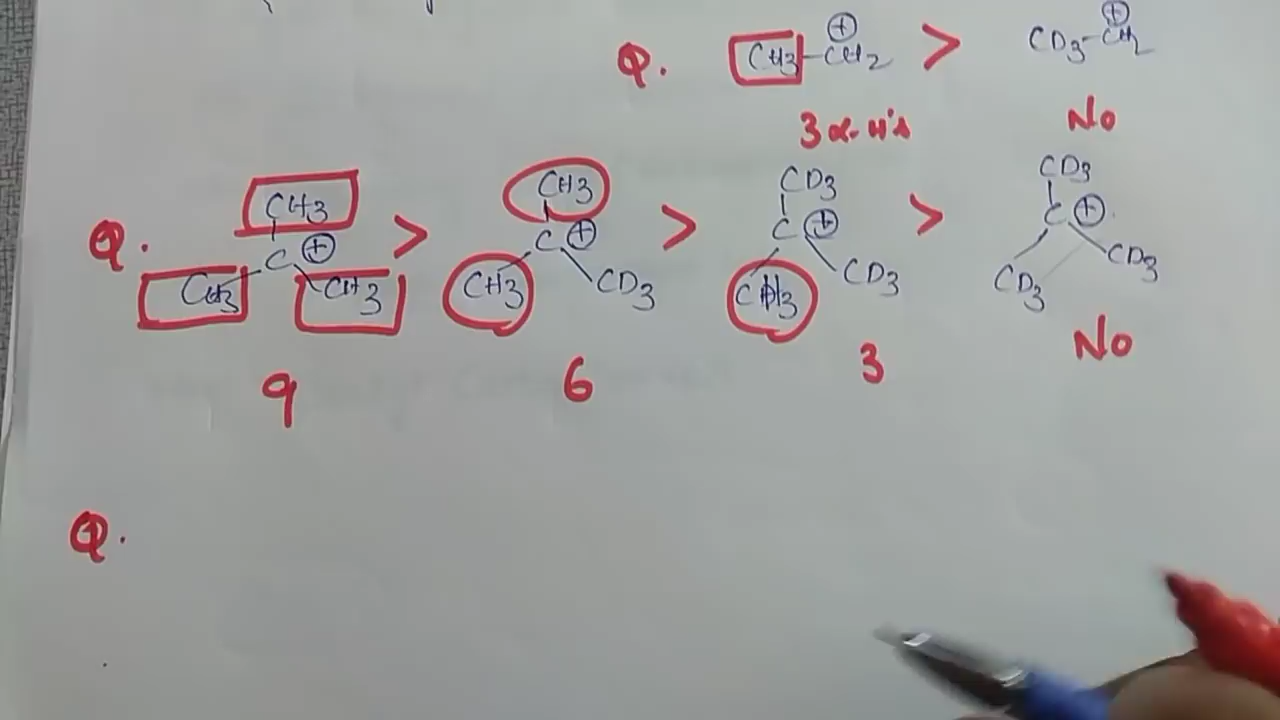 Q. CH3-CH2 ⊕ > CD3-CH2 ⊕
3 α-H's No
Q. CH3 CH3 C ⊕ CH3 > CH3 CH3 C ⊕ CD3 > CD3 C ⊕ CH3 CD3 > CD3 C ⊕ CD3 CD3
9 6 3 No
Q.